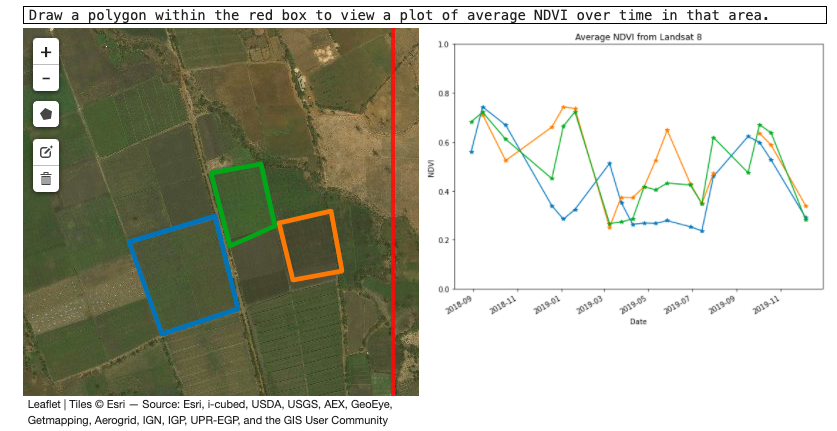 Draw a polygon within the red box to view a plot of average NDVI over time in that area.
+
−
Average NDVI from Landsat 8
NDVI
1.0
0.8
0.6
0.4
0.2
0.0
2018-09
2018-11
2019-01
2019-03
2019-05
2019-07
2019-09
2019-11
Date
Leaflet | Tiles © Esri — Source: Esri, i-cubed, USDA, USGS, AEX, GeoEye,
Getmapping, Aerogrid, IGN, IGP, UPR-EGP, and the GIS User Community